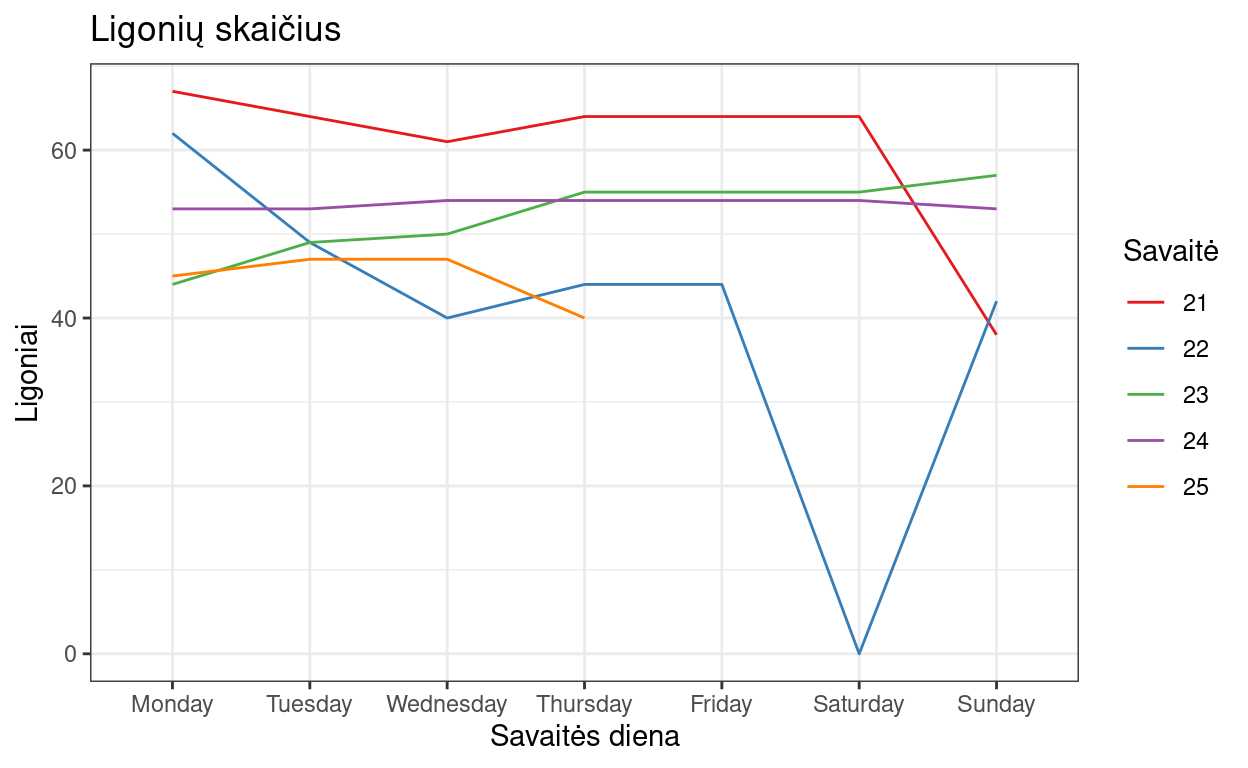 Ligonių skaičius
Ligoniai
60
40
20
0
Monday Tuesday Wednesday Thursday Friday Saturday Sunday
Savaitės diena
Savaitė
21
22
23
24
25